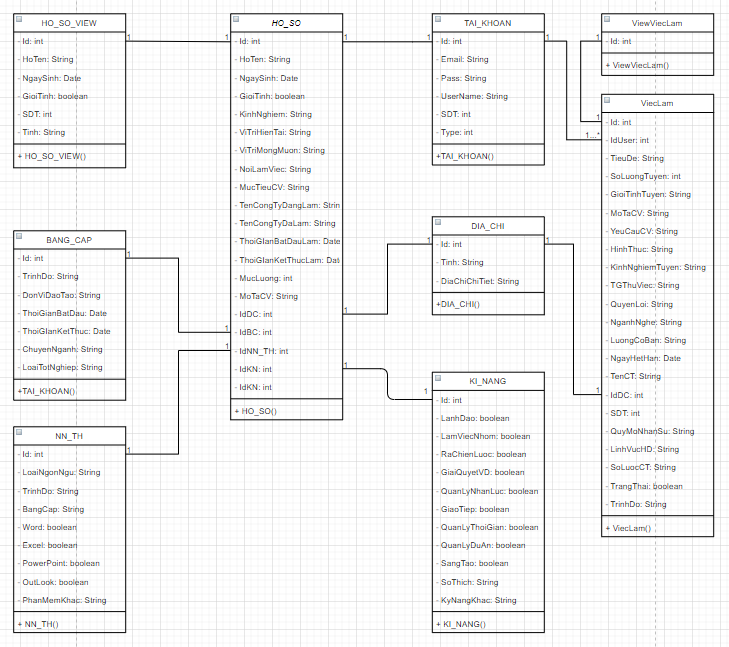 HO_SO_VIEW
- Id: int
- HoTen: String
- NgaySinh: Date
- GioiTinh: boolean
- SDT: int
- Tinh: String
+ HO_SO_VIEW()
1
1
HO_SO
- Id: int
- HoTen: String
- NgaySinh: Date
- GioiTinh: boolean
- KinhNghiem: String
- ViTriHienTai: String
- ViTriMongMuon: String
- NoiLamViec: String
- MucTieuCV: String
- TenCongTyDangLam: Strin
- TenCongTyDaLam: String
- ThoiGIanBatDauLam: Date
- ThoiGIanKetThucLam: Dat
- MucLuong: int
- MoTaCV: String
- IdDC: int
- IdBC: int
- IdNN_TH: int
- IdKN: int
- IdKN: int
+ HO_SO()
1
1
TAI_KHOAN
- Id: int
- Email: String
- Pass: String
- UserName: String
- SDT: int
- Type: int
+TAI_KHOAN()
1
1...*
ViewViecLam
- Id: int
+ ViewViecLam()
1
1
ViecLam
- Id: int
- IdUser: int
- TieuDe: String
- SoLuongTuyen: int
- GioiTinhTuyen: String
- MoTaCV: String
- YeuCauCV: String
- HinhThuc: String
- KinhNghiemTuyen: String
- TGThuViec: String
- QuyenLoi: String
- NganhNghe: String
- LuongCoBan: String
- NgayHetHan: Date
- TenCT: String
- IdDC: int
- SDT: int
- QuyMoNhanSu: String
- LinhVucHD: String
- SoLuocCT: String
- TrangThai: boolean
- TrinhDo: String
+ ViecLam()
BANG_CAP
- Id: int
- TrinhDo: String
- DonViDaoTao: String
- ThoiGianBatDau: Date
- ThoiGIanKetThuc: Date
- ChuyenNganh: String
- LoaiTotNghiep: String
+TAI_KHOAN()
1
1
DIA_CHI
- Id: int
- Tinh: String
- DiaChiChiTiet: String
+DIA_CHI()
1
1
1
1
NN_TH
- Id: int
- LoaiNgonNgu: String
- TrinhDo: String
- BangCap: String
- Word: boolean
- Excel: boolean
- PowerPoint: boolean
- OutLook: boolean
- PhanMemKhac: String
+ NN_TH()
1
1
KI_NANG
- Id: int
- LanhDao: boolean
- LamViecNhom: boolean
- RaChienLuoc: boolean
- GiaiQuyetVD: boolean
- QuanLyNhanLuc: boolean
- GiaoTiep: boolean
- QuanLyThoiGian: boolean
- QuanLyDuAn: boolean
- SangTao: boolean
- SoThich: String
- KyNangKhac: String
+ KI_NANG()
1
1